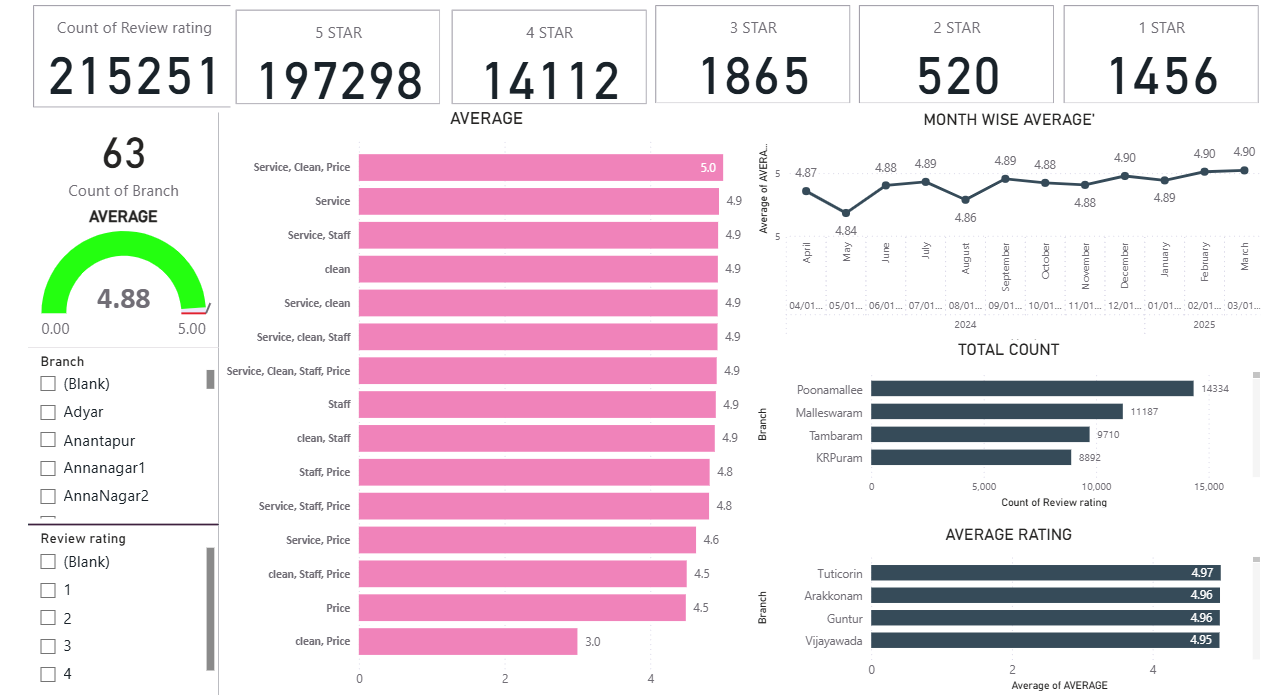 Count of Review rating
215251
5 STAR
197298
4 STAR
14112
3 STAR
1865
2 STAR
520
1 STAR
1456
63
Count of Branch
AVERAGE
4.88
0.00
5.00
Branch
(Blank)
Adyar
Anantapur
Annanagar1
AnnaNagar2
Review rating
(Blank)
1
2
3
4
AVERAGE
Service, Clean, Price 5.0
Service 4.9
Service, Staff 4.9
clean 4.9
Service, clean 4.9
Service, clean, Staff 4.9
Service, Clean, Staff, Price 4.9
Staff 4.9
clean, Staff 4.9
Staff, Price 4.8
Service, Staff, Price 4.8
Service, Price 4.6
clean, Staff, Price 4.5
Price 4.5
clean, Price 3.0
0 2 4
MONTH WISE AVERAGE'
Average of AVERA...
5
5
4.87 4.84 4.88 4.89 4.86 4.89 4.88 4.88 4.90 4.89 4.90 4.90
April May June July August September October November December January February March
04/01... 05/01... 06/01... 07/01... 08/01... 09/01... 10/01... 11/01... 12/01... 01/01... 02/01... 03/01...
2024 2025
TOTAL COUNT
Branch
Poonamallee 14334
Malleswaram 11187
Tambaram 9710
KRPuram 8892
0 5,000 10,000 15,000
Count of Review rating
AVERAGE RATING
Branch
Tuticorin 4.97
Arakkonam 4.96
Guntur 4.96
Vijayawada 4.95
0 2 4
Average of AVERAGE